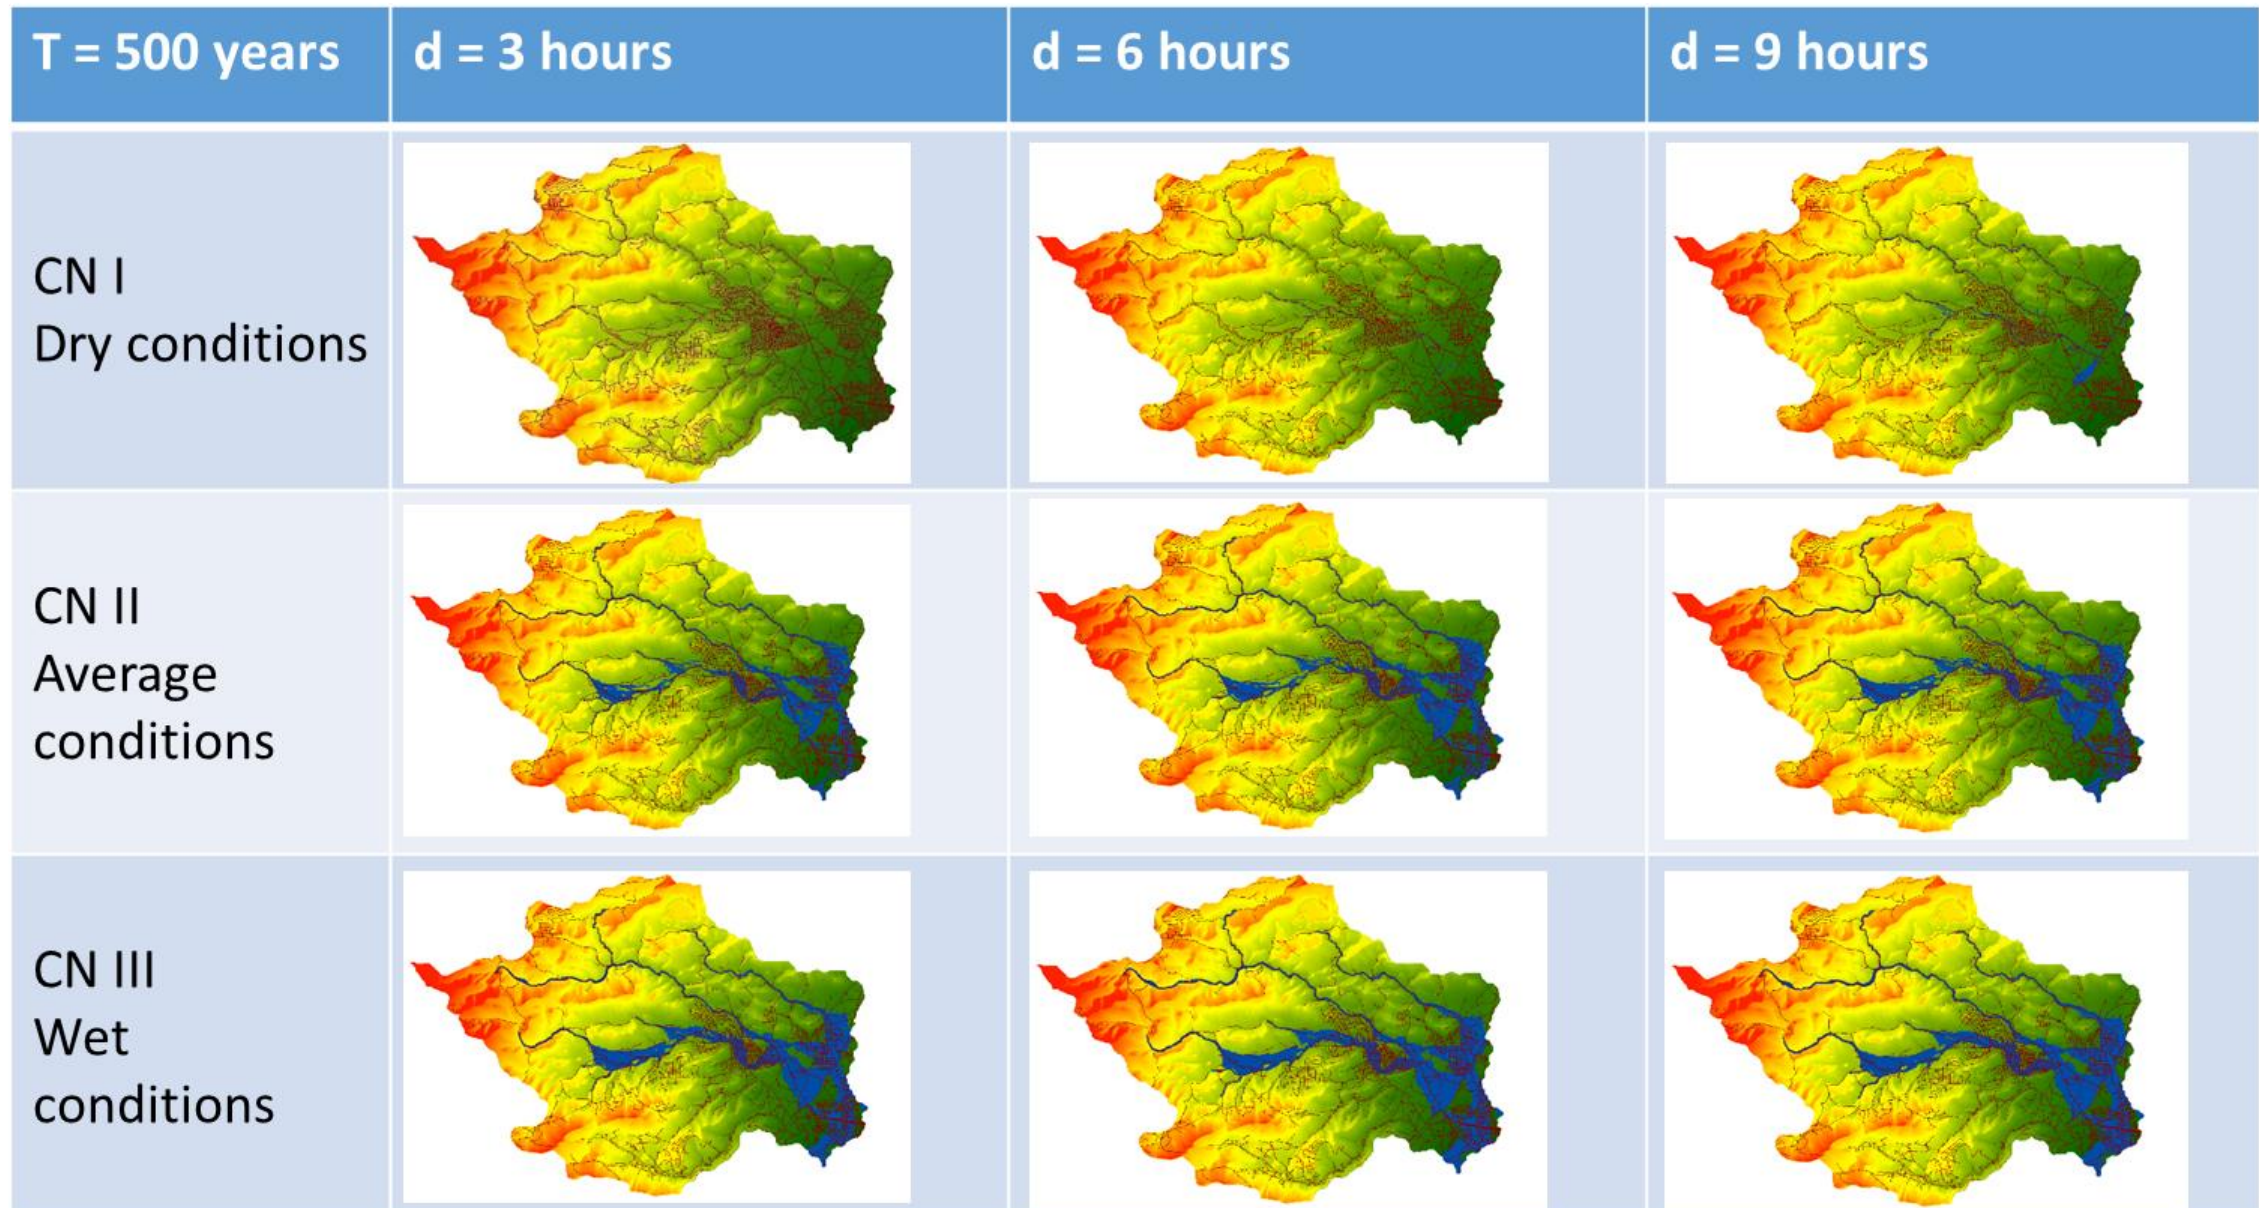 T = 500 years
d = 3 hours
d = 6 hours
d = 9 hours
CN I
Dry conditions
CN II
Average
conditions
CN III
Wet
conditions